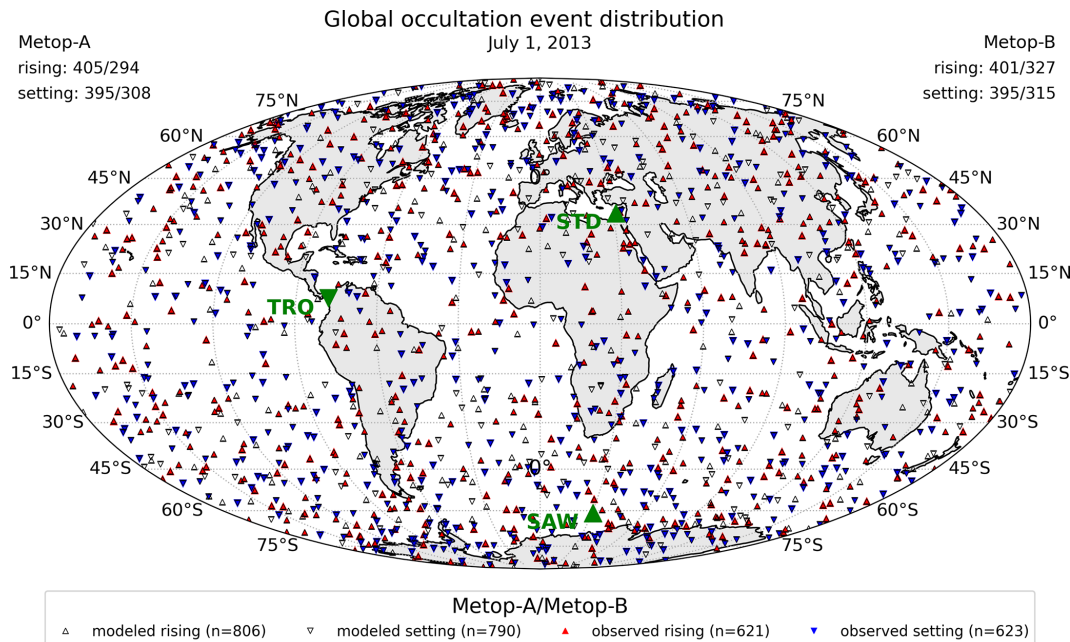 Global occultation event distribution
July 1, 2013
Metop-A
rising: 405/294
setting: 395/308
Metop-B
rising: 401/327
setting: 395/315
75°N 75°N
60°N 60°N
45°N 45°N
30°N 30°N
STD
15°N 15°N
TRO
0° 0°
15°S 15°S
30°S 30°S
45°S 0° 45°S
60°S 60°S
SAW
75°S 75°S
Metop-A/Metop-B
modeled rising (n=806) modeled setting (n=790) observed rising (n=621) observed setting (n=623)